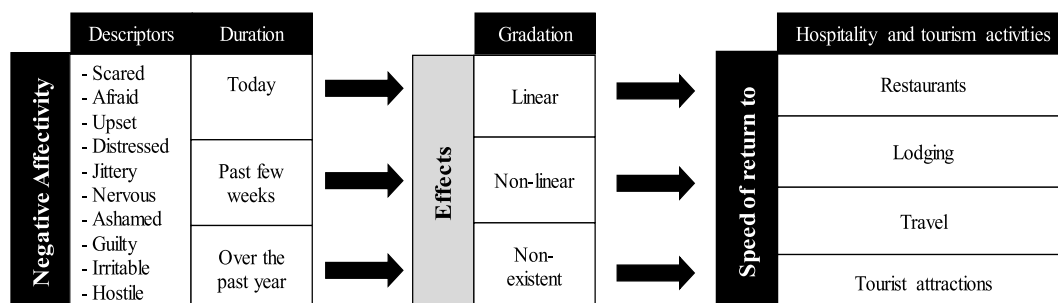 Descriptors
Duration
Negative Affectivity
- Scared
- Afraid
- Upset
- Distressed
- Jittery
- Nervous
- Ashamed
- Guilty
- Irritable
- Hostile
Today
Past few
weeks
Over the
past year
Effects
Gradation
Linear
Non-linear
Non-
existent
Speed of return to
Hospitality and tourism activities
Restaurants
Lodging
Travel
Tourist attractions